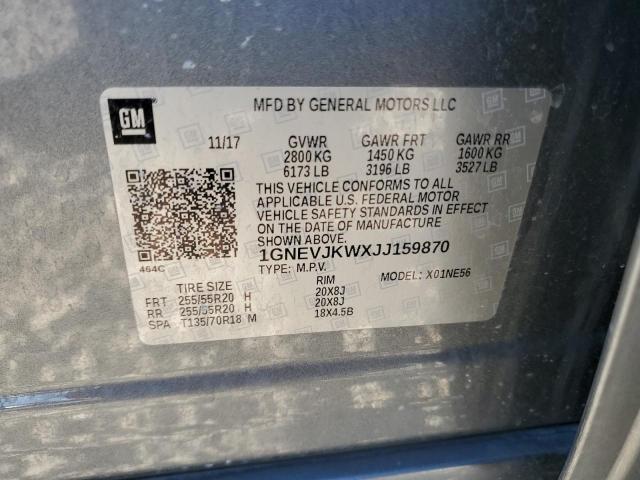 GM
MFD BY GENERAL MOTORS LLC
11/17 GVWR GAWR FRT GAWR RR
2800 KG 1450 KG 1600 KG
6173 LB 3196 LB 3527 LB
THIS VEHICLE CONFORMS TO ALL
APPLICABLE U.S. FEDERAL MOTOR
VEHICLE SAFETY STANDARDS IN EFFECT
ON THE DATE OF MANUFACTURE
SHOWN ABOVE.
1GNEVJKWXJJ159870
464C TYPE: M.P.V. MODEL: X01NE56
TIRE SIZE RIM
FRT 255/55R20 H 20X8J
RR 255/55R20 H 20X8J
SPA T135/70R18 M 18X4.5B